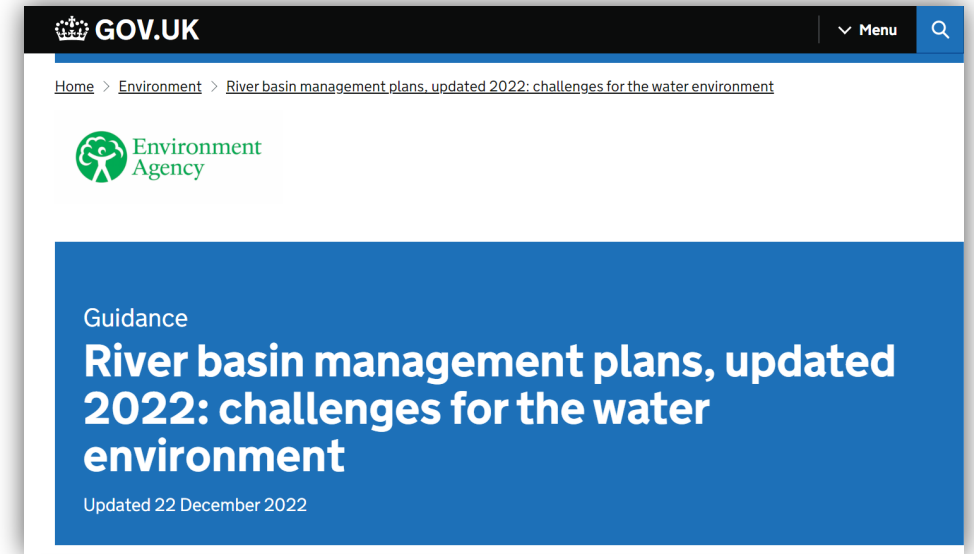 GOV.UK
Menu
Home > Environment > River basin management plans, updated 2022: challenges for the water environment
Environment
Agency
Guidance
River basin management plans, updated
2022: challenges for the water
environment
Updated 22 December 2022